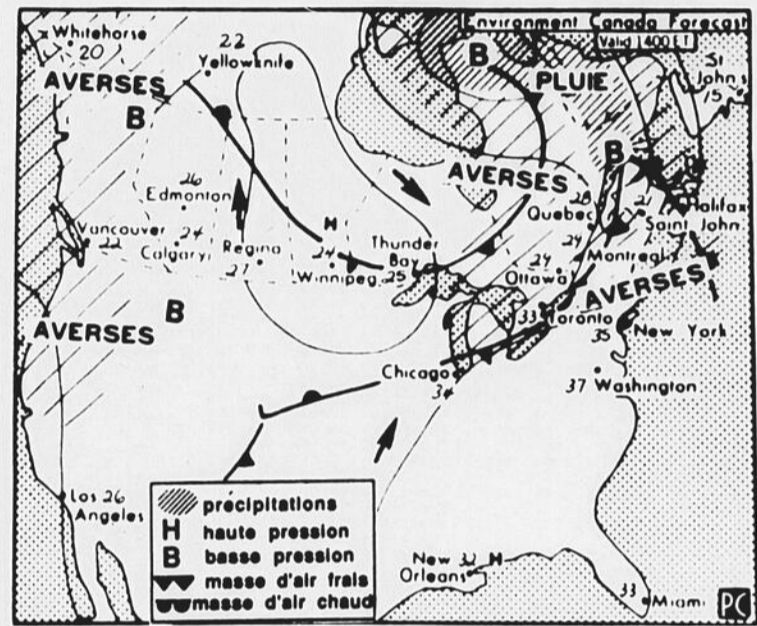 Environment Canada Forecast
Valid 1400 ET
Whitehorse
20
22
Yellowknife
B
PLUIE
St John's
15
AVERSES
B
AVERSES
B
26
Edmonton
28
Quebec
21
Halifax
Saint John
Vancouver
22
24
Calgary
Regina
27
H
24
Winnipeg
Thunder Bay
25
24
Ottawa
24
Montreal
AVERSES
B
AVERSES
33
Toronto
35
New York
Chicago
34
37
Washington
Los Angeles
26
précipitations
H haute pression
B basse pression
masse d'air frais
masse d'air chaud
New Orleans
32
H
33
Miami
PC